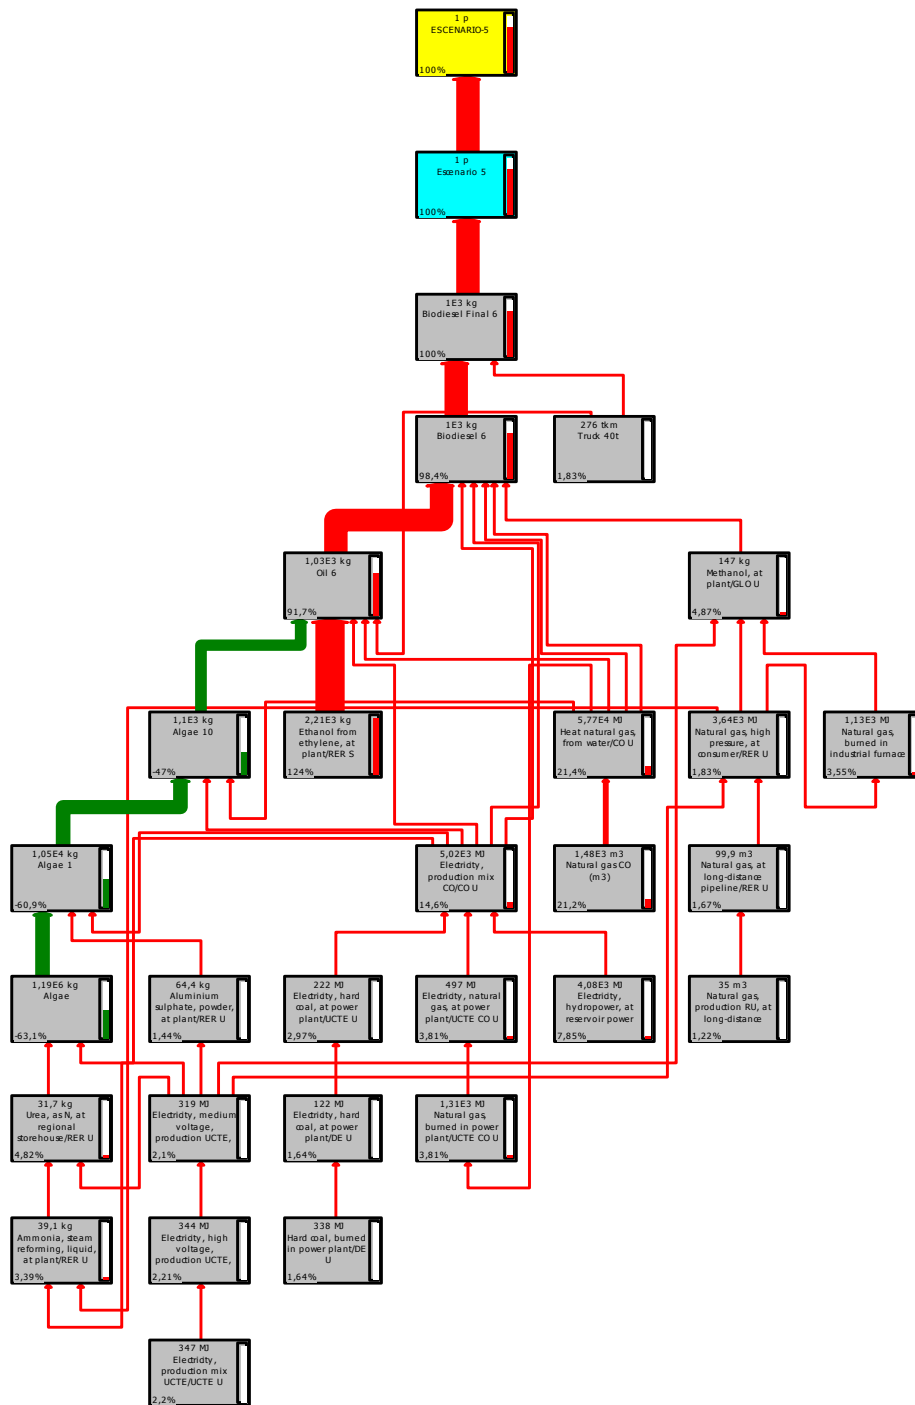 1 p
ESCENARIO-5
100%
1 p
Escenario 5
100%
1E3 kg
Biodiesel Final 6
100%
1E3 kg
Biodiesel 6
98,4%
276 tkm
Truck 40t
1,83%
1,03E3 kg
Oil 6
91,7%
147 kg
Methanol, at
plant/GLO U
4,87%
1,1E3 kg
Algae 10
-47%
2,21E3 kg
Ethanol from
ethylene, at
plant/RER S
124%
5,77E4 MJ
Heat natural gas,
from water/CO U
21,4%
3,64E3 MJ
Natural gas, high
pressure, at
consumer/RER U
1,83%
1,13E3 MJ
Natural gas,
burned in
industrial furnace
3,55%
1,05E4 kg
Algae 1
-60,9%
5,02E3 MJ
Electricity,
production mix
CO/CO U
14,6%
1,48E3 m3
Natural gas CO
(m3)
21,2%
99,9 m3
Natural gas, at
long-distance
pipeline/RER U
1,67%
1,19E6 kg
Algae
-63,1%
64,4 kg
Aluminium
sulphate, powder,
at plant/RER U
1,44%
222 MJ
Electricity, hard
coal, at power
plant/UCTE U
2,97%
497 MJ
Electricity, natural
gas, at power
plant/UCTE CO U
3,81%
4,08E3 MJ
Electricity,
hydropower, at
reservoir power
7,85%
35 m3
Natural gas,
production RU, at
long-distance
1,22%
31,7 kg
Urea, as N, at
regional
storehouse/RER U
4,82%
319 MJ
Electricity, medium
voltage,
production UCTE,
2,1%
122 MJ
Electricity, hard
coal, at power
plant/DE U
1,64%
1,31E3 MJ
Natural gas,
burned in power
plant/UCTE CO U
3,81%
39,1 kg
Ammonia, steam
reforming, liquid,
at plant/RER U
3,39%
344 MJ
Electricity, high
voltage,
production UCTE,
2,21%
338 MJ
Hard coal, burned
in power plant/DE
U
1,64%
347 MJ
Electricity,
production mix
UCTE/UCTE U
2,2%